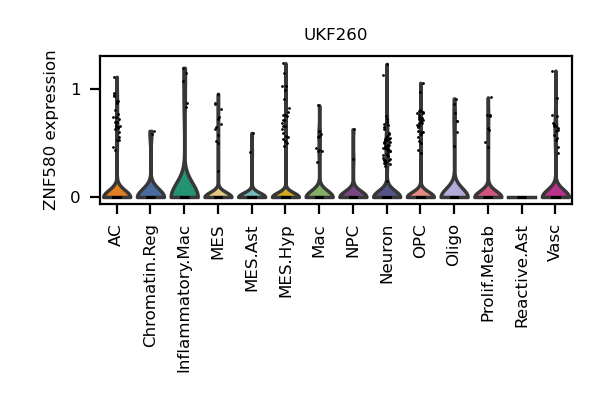 UKF260
ZNF580 expression
1
0
AC
Chromatin.Reg
Inflammatory.Mac
MES
MES.Ast
MES.Hyp
Mac
NPC
Neuron
OPC
Oligo
Prolif.Metab
Reactive.Ast
Vasc